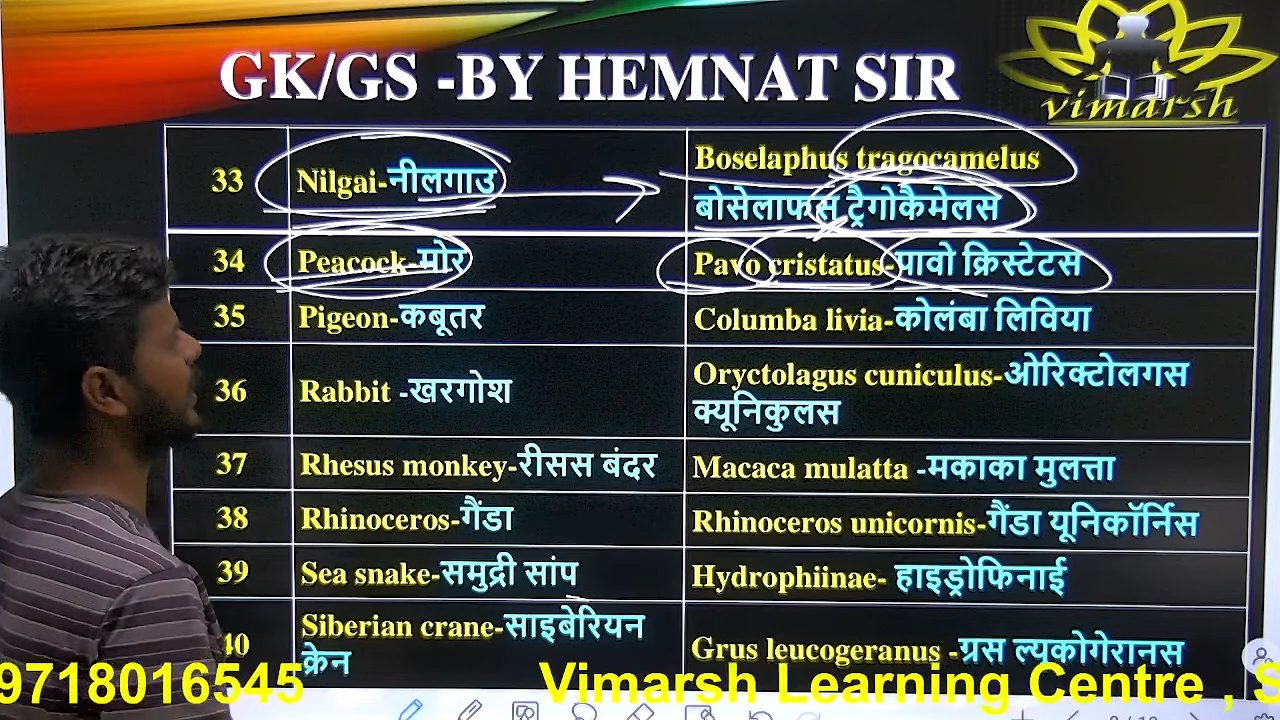 GK/GS -BY HEMNAT SIR
vimarsh
33 Nilgai-नीलगाउ Boselaphus tragocamelus
बोसेलाफस ट्रैगोकैमेलस
34 Peacock-मोर Pavo cristatus-पावो क्रिस्टेटस
35 Pigeon-कबूतर Columba livia-कोलंबा लिविया
36 Rabbit -खरगोश Oryctolagus cuniculus-ओरिक्टोलगस
क्यूनिकुलस
37 Rhesus monkey-रीसस बंदर Macaca mulatta -मकाका मुलत्ता
38 Rhinoceros-गैंडा Rhinoceros unicornis-गैंडा यूनिकॉर्निस
39 Sea snake-समुद्री सांप Hydrophiinae- हाइड्रोफिनाई
40 Siberian crane-साइबेरियन
क्रेन Grus leucogeranus -ग्रस ल्यूकोगेरानस
9718016545 Vimarsh Learning Centre , S